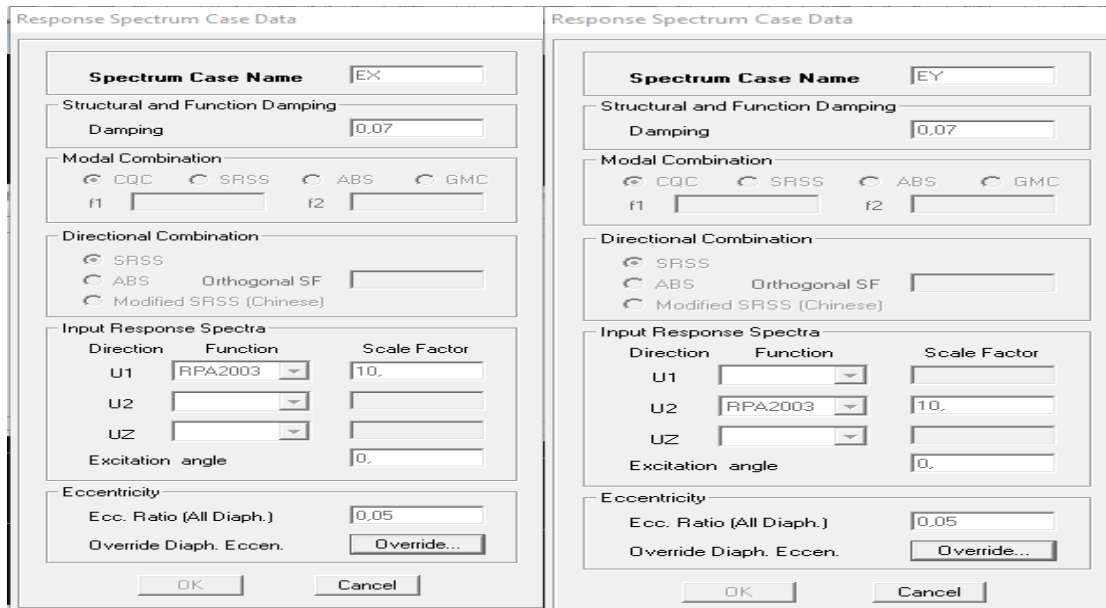 Response Spectrum Case Data
Spectrum Case Name EX
Structural and Function Damping
Damping 0,07
Modal Combination
CQC SRSS ABS GMC
f1 f2
Directional Combination
SRSS
ABS Orthogonal SF
Modified SRSS (Chinese)
Input Response Spectra
Direction Function Scale Factor
U1 RPA2003 10,
U2
UZ
Excitation angle 0,
Eccentricity
Ecc. Ratio (All Diaph.) 0,05
Override Diaph. Eccen. Override...
OK Cancel
Response Spectrum Case Data
Spectrum Case Name EY
Structural and Function Damping
Damping 0,07
Modal Combination
CQC SRSS ABS GMC
f1 f2
Directional Combination
SRSS
ABS Orthogonal SF
Modified SRSS (Chinese)
Input Response Spectra
Direction Function Scale Factor
U1
U2 RPA2003 10,
UZ
Excitation angle 0,
Eccentricity
Ecc. Ratio (All Diaph.) 0,05
Override Diaph. Eccen. Override...
OK Cancel